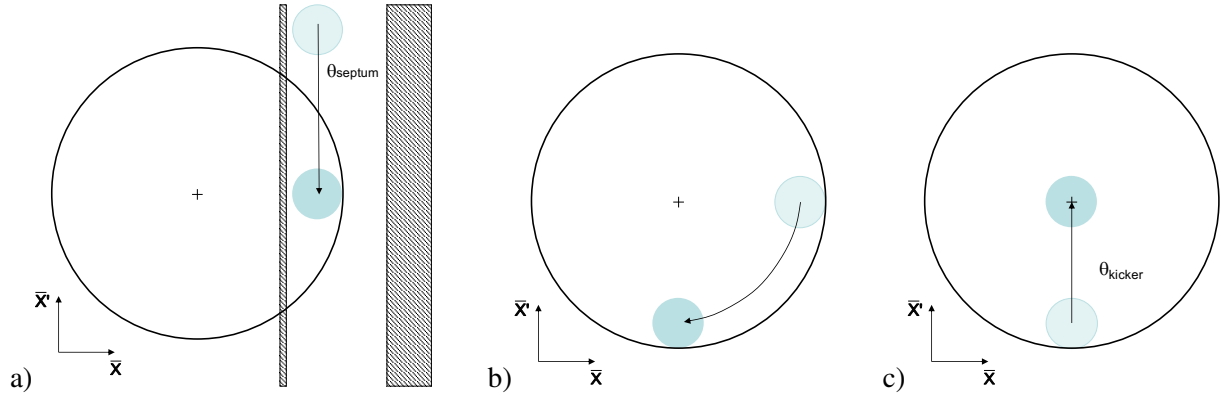 θseptum
X̅'
X̅
a)
X̅'
X̅
b)
θkicker
X̅'
X̅
c)